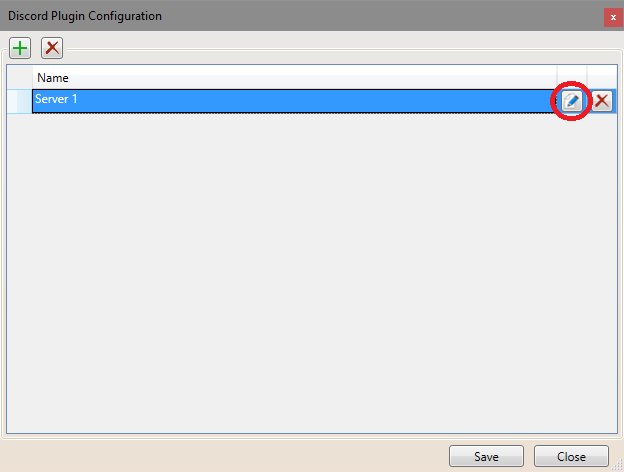 Discord Plugin Configuration
x
Name
Server 1
Save
Close